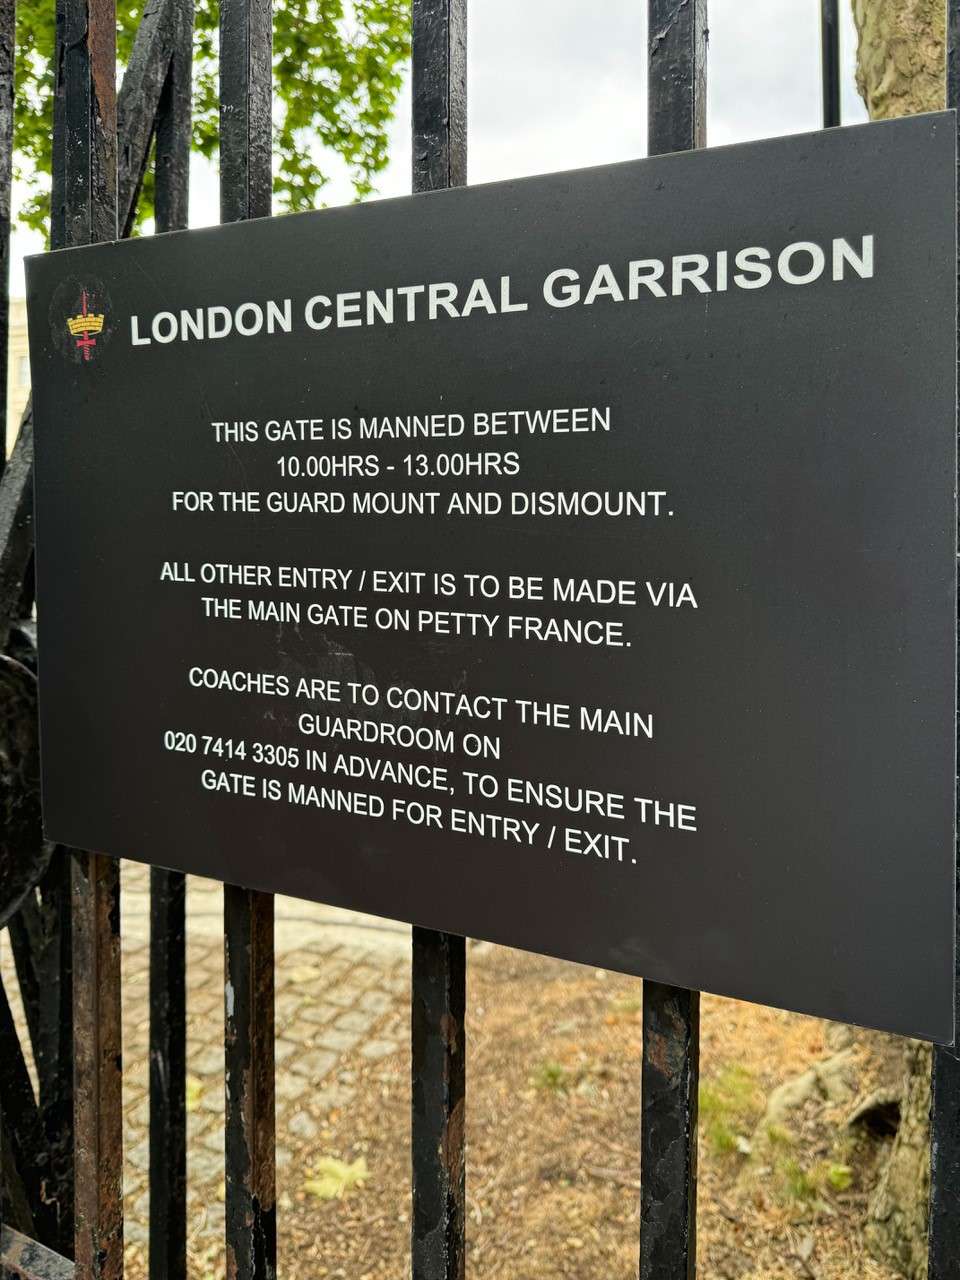 LONDON CENTRAL GARRISON
THIS GATE IS MANNED BETWEEN
10.00HRS - 13.00HRS
FOR THE GUARD MOUNT AND DISMOUNT.
ALL OTHER ENTRY / EXIT IS TO BE MADE VIA
THE MAIN GATE ON PETTY FRANCE.
COACHES ARE TO CONTACT THE MAIN
GUARDROOM ON
020 7414 3305 IN ADVANCE, TO ENSURE THE
GATE IS MANNED FOR ENTRY / EXIT.